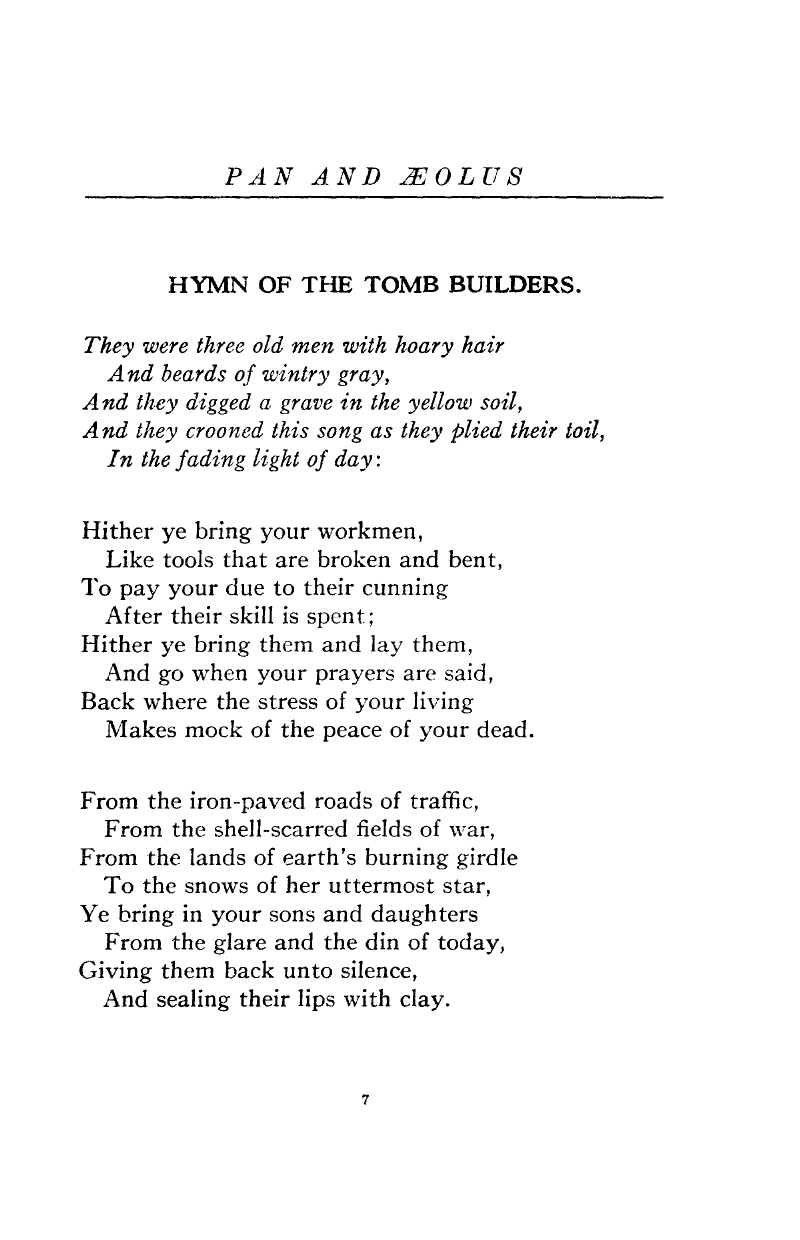 PAN AND ÆOLUS
HYMN OF THE TOMB BUILDERS.
They were three old men with hoary hair
And beards of wintry gray,
And they digged a grave in the yellow soil,
And they crooned this song as they plied their toil,
In the fading light of day:
Hither ye bring your workmen,
Like tools that are broken and bent,
To pay your due to their cunning
After their skill is spent;
Hither ye bring them and lay them,
And go when your prayers are said,
Back where the stress of your living
Makes mock of the peace of your dead.
From the iron-paved roads of traffic,
From the shell-scarred fields of war,
From the lands of earth's burning girdle
To the snows of her uttermost star,
Ye bring in your sons and daughters
From the glare and the din of today,
Giving them back unto silence,
And sealing their lips with clay.
7